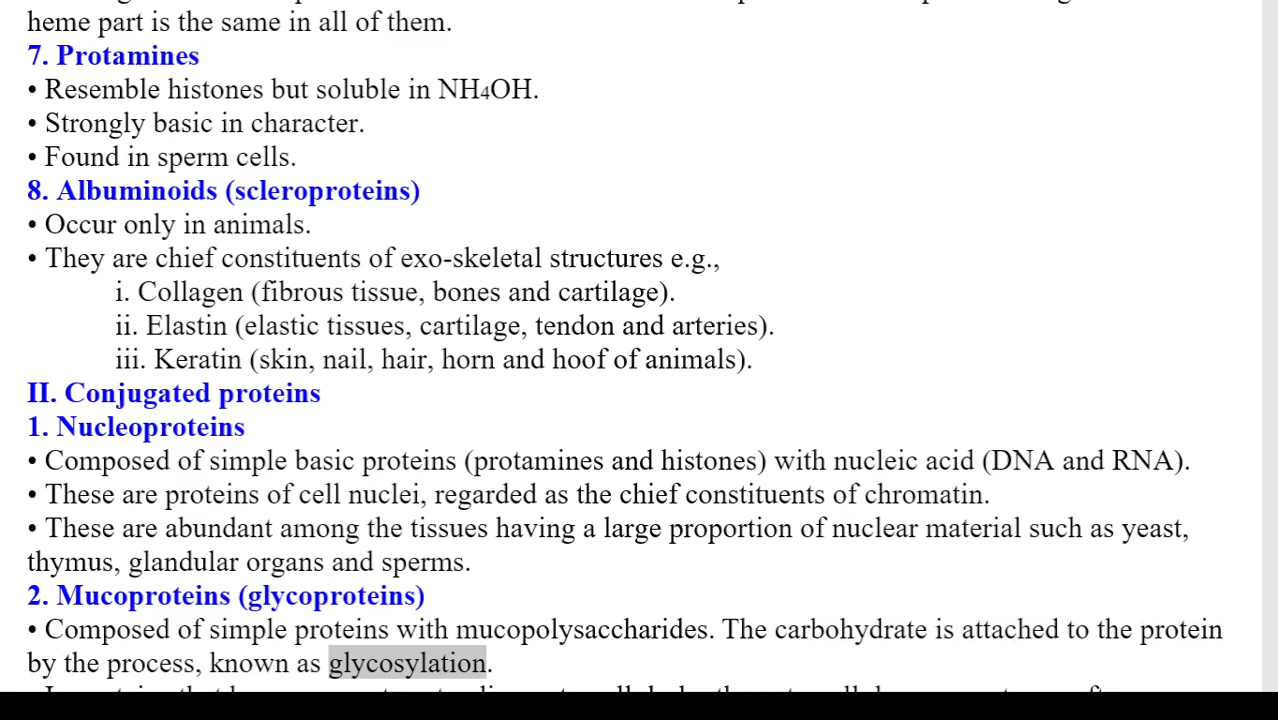 heme part is the same in all of them.
7. Protamines
• Resemble histones but soluble in NH₄OH.
• Strongly basic in character.
• Found in sperm cells.
8. Albuminoids (scleroproteins)
• Occur only in animals.
• They are chief constituents of exo-skeletal structures e.g.,
i. Collagen (fibrous tissue, bones and cartilage).
ii. Elastin (elastic tissues, cartilage, tendon and arteries).
iii. Keratin (skin, nail, hair, horn and hoof of animals).
II. Conjugated proteins
1. Nucleoproteins
• Composed of simple basic proteins (protamines and histones) with nucleic acid (DNA and RNA).
• These are proteins of cell nuclei, regarded as the chief constituents of chromatin.
• These are abundant among the tissues having a large proportion of nuclear material such as yeast,
thymus, glandular organs and sperms.
2. Mucoproteins (glycoproteins)
• Composed of simple proteins with mucopolysaccharides. The carbohydrate is attached to the protein
by the process, known as glycosylation.